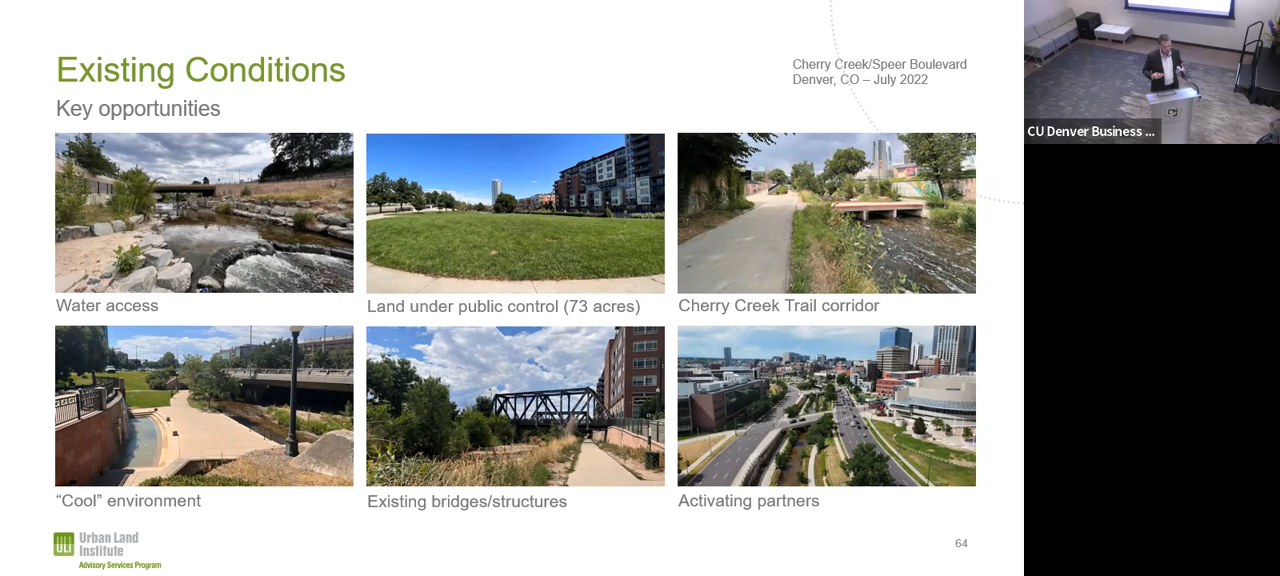 Existing Conditions
Key opportunities
Cherry Creek/Speer Boulevard
Denver, CO – July 2022
Water access
Land under public control (73 acres)
Cherry Creek Trail corridor
“Cool” environment
Existing bridges/structures
Activating partners
ULI
Urban Land
Institute
Advisory Services Program
64
CU Denver Business ...